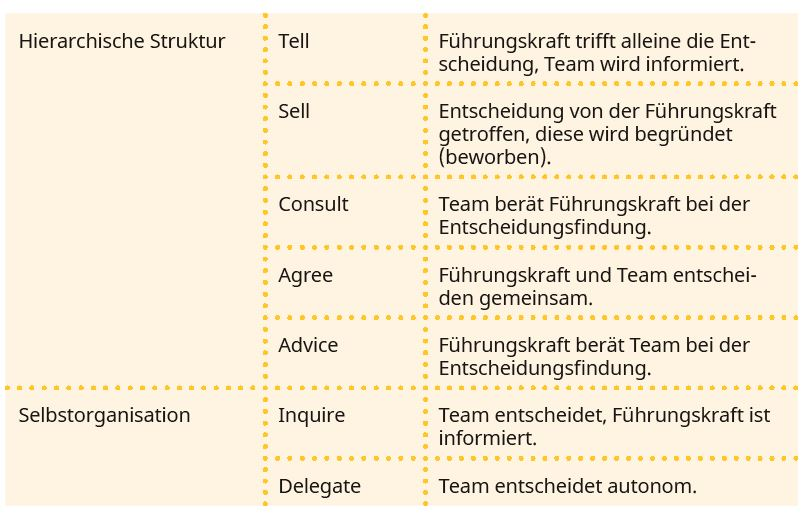 Hierarchische Struktur
Tell
Führungskraft trifft alleine die Ent-
scheidung, Team wird informiert.
Sell
Entscheidung von der Führungskraft
getroffen, diese wird begründet
(beworben).
Consult
Team berät Führungskraft bei der
Entscheidungsfindung.
Agree
Führungskraft und Team entschei-
den gemeinsam.
Advice
Führungskraft berät Team bei der
Entscheidungsfindung.
Selbstorganisation
Inquire
Team entscheidet, Führungskraft ist
informiert.
Delegate
Team entscheidet autonom.